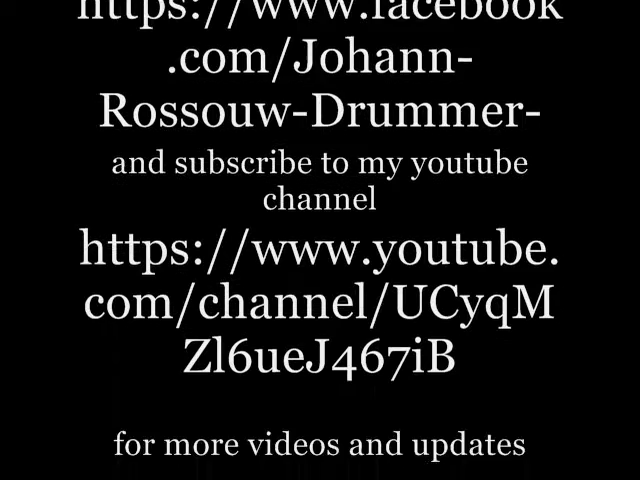 https://www.facebook
.com/Johann-
Rossouw-Drummer-
and subscribe to my youtube
channel
https://www.youtube.
com/channel/UCyqM
Zl6ueJ467iB
for more videos and updates